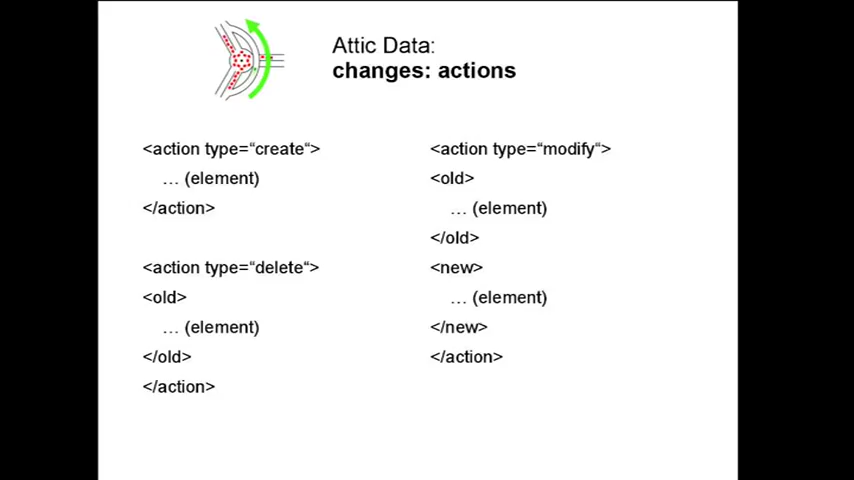 Attic Data:
changes: actions
<action type=“create“>
… (element)
</action>
<action type=“delete“>
<old>
… (element)
</old>
</action>
<action type=“modify“>
<old>
… (element)
</old>
<new>
… (element)
</new>
</action>